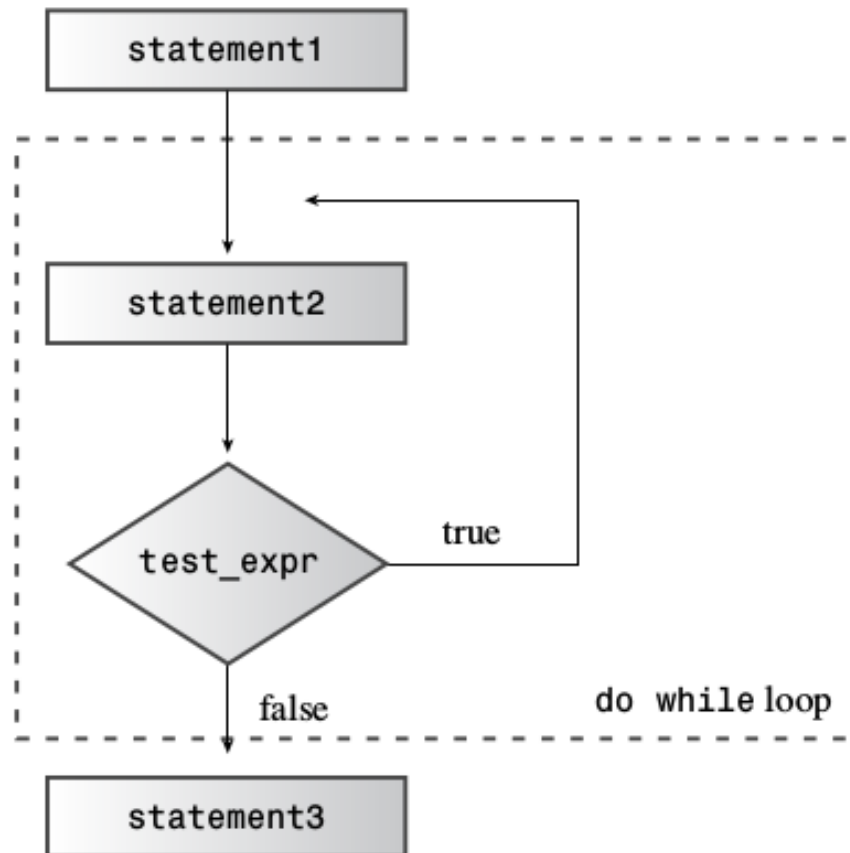 statement1
statement2
test_expr
true
false
do while loop
statement3